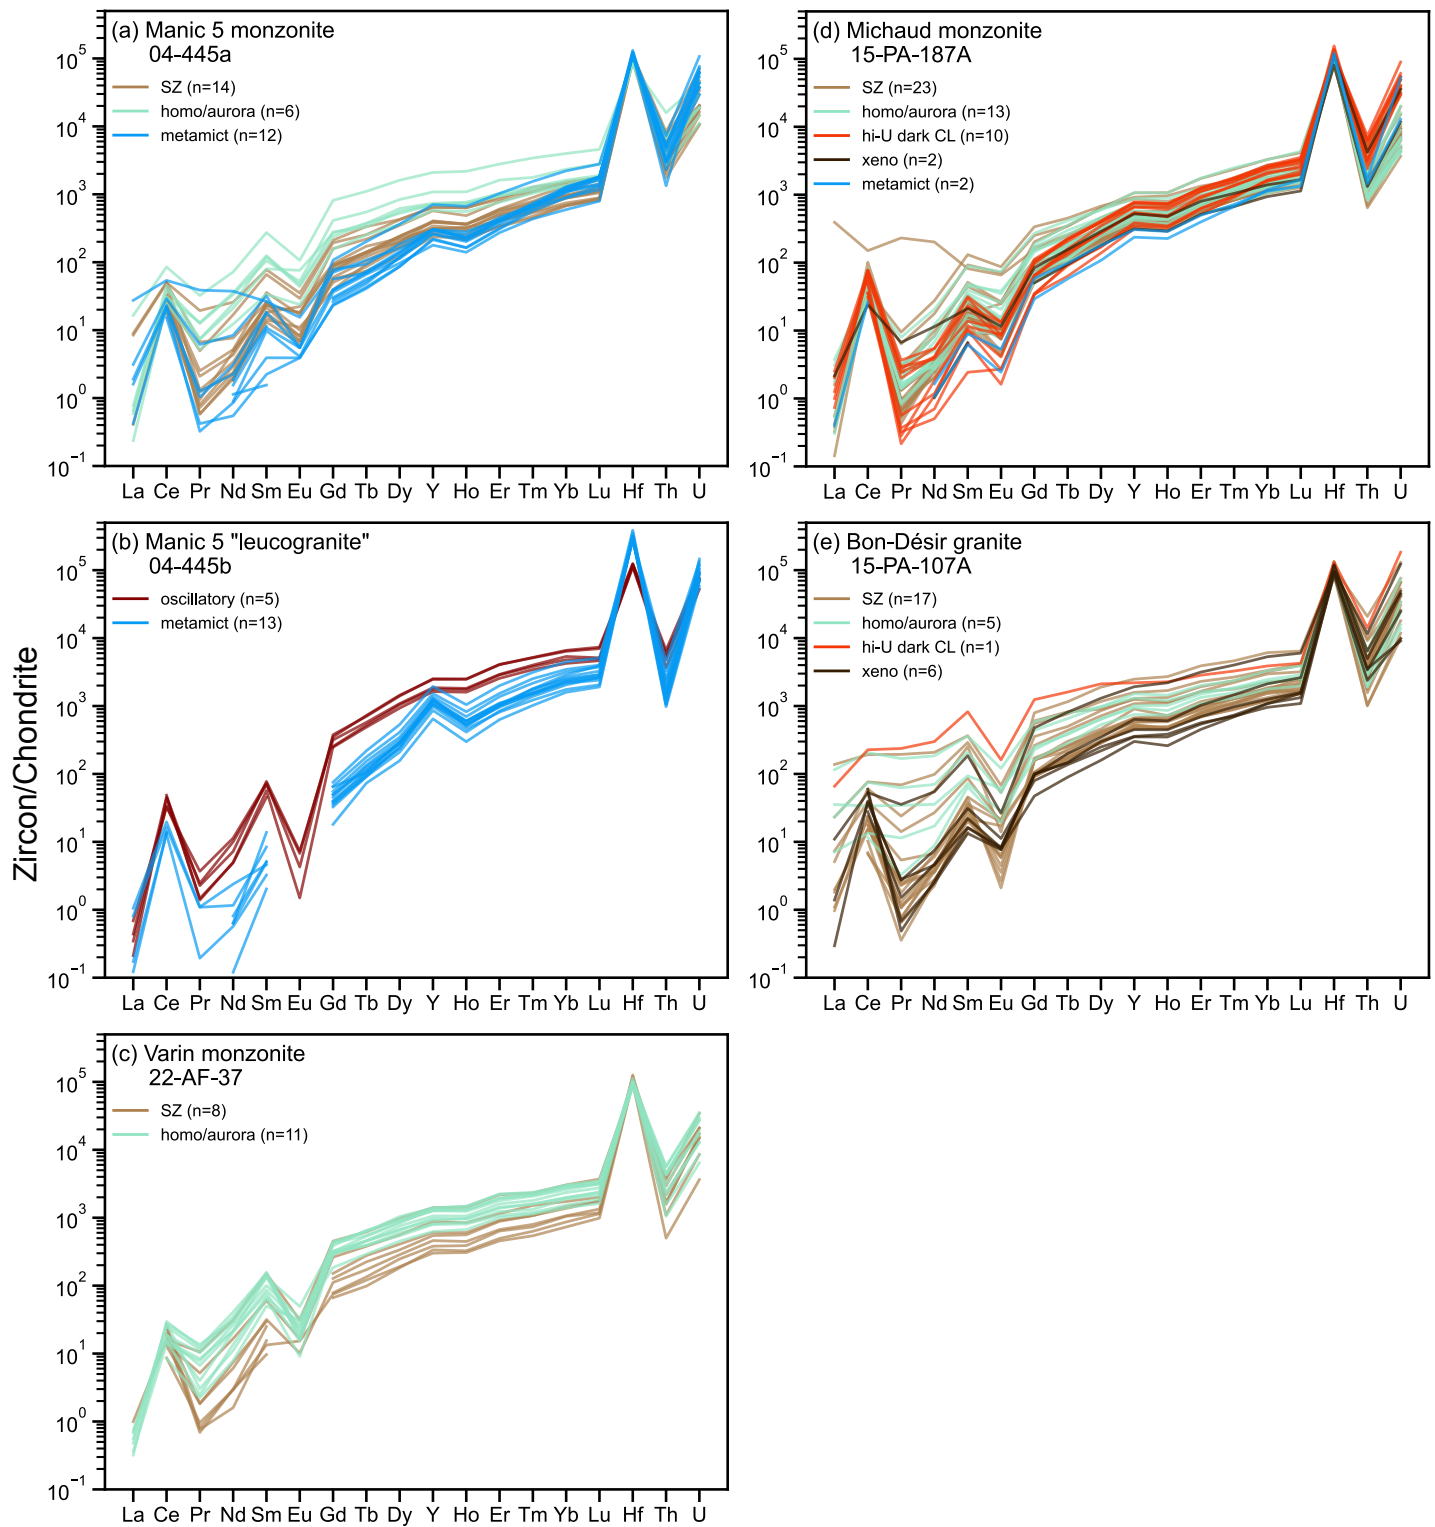 Zircon/Chondrite
(a) Manic 5 monzonite
04-445a
SZ (n=14)
homo/aurora (n=6)
metamict (n=12)
10^5
10^4
10^3
10^2
10^1
10^0
10^−1
La Ce Pr Nd Sm Eu Gd Tb Dy Y Ho Er Tm Yb Lu Hf Th U
(b) Manic 5 "leucogranite"
04-445b
oscillatory (n=5)
metamict (n=13)
10^5
10^4
10^3
10^2
10^1
10^0
10^−1
La Ce Pr Nd Sm Eu Gd Tb Dy Y Ho Er Tm Yb Lu Hf Th U
(c) Varin monzonite
22-AF-37
SZ (n=8)
homo/aurora (n=11)
10^5
10^4
10^3
10^2
10^1
10^0
10^−1
La Ce Pr Nd Sm Eu Gd Tb Dy Y Ho Er Tm Yb Lu Hf Th U
(d) Michaud monzonite
15-PA-187A
SZ (n=23)
homo/aurora (n=13)
hi-U dark CL (n=10)
xeno (n=2)
metamict (n=2)
10^5
10^4
10^3
10^2
10^1
10^0
10^−1
La Ce Pr Nd Sm Eu Gd Tb Dy Y Ho Er Tm Yb Lu Hf Th U
(e) Bon-Désir granite
15-PA-107A
SZ (n=17)
homo/aurora (n=5)
hi-U dark CL (n=1)
xeno (n=6)
10^5
10^4
10^3
10^2
10^1
10^0
10^−1
La Ce Pr Nd Sm Eu Gd Tb Dy Y Ho Er Tm Yb Lu Hf Th U